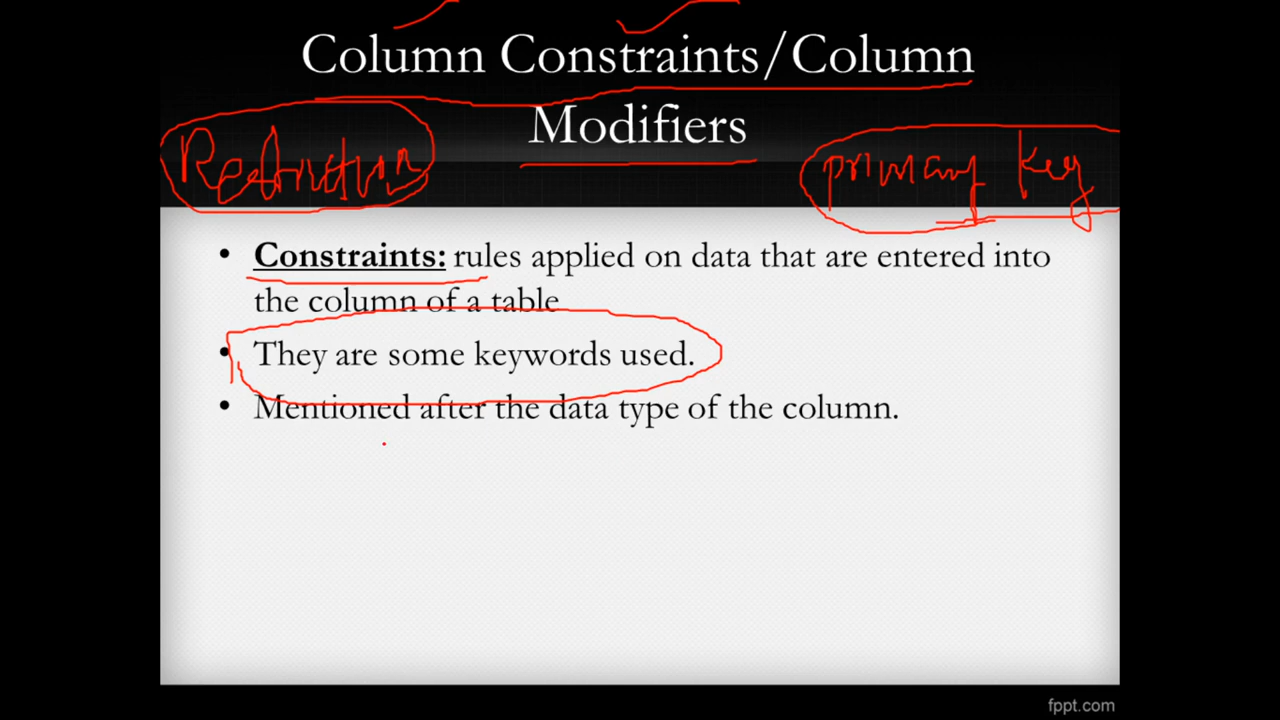 Column Constraints/Column
Modifiers
Restriction
primary key
• Constraints: rules applied on data that are entered into
the column of a table
• They are some keywords used.
• Mentioned after the data type of the column.
fppt.com